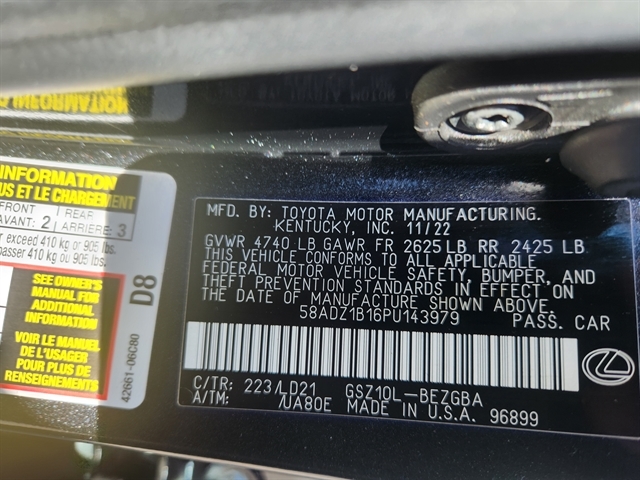 INFORMATION
US ET LE CHARGEMENT
FRONT
AVANT: 2
REAR
ARRIERE: 3
exceed 410 kg or 905 lbs.
passer 410 kg ou 905 lbs.
SEE OWNER'S
MANUAL FOR
ADDITIONAL
INFORMATION
VOIR LE MANUEL
DE L'USAGER
POUR PLUS DE
RENSEIGNEMENTS
D8
42661-06C80
MFD. BY: TOYOTA MOTOR MANUFACTURING.
KENTUCKY, INC. 11/22
GVWR 4740 LB GAWR FR 2625 LB RR 2425 LB
THIS VEHICLE CONFORMS TO ALL APPLICABLE
FEDERAL MOTOR VEHICLE SAFETY, BUMPER, AND
THEFT PREVENTION STANDARDS IN EFFECT ON
THE DATE OF MANUFACTURE SHOWN ABOVE.
58ADZ1B16PU143979 PASS. CAR
C/TR: 223/LD21 GSZ10L-BEZGBA
A/TM: /UA80E MADE IN U.S.A. 96899